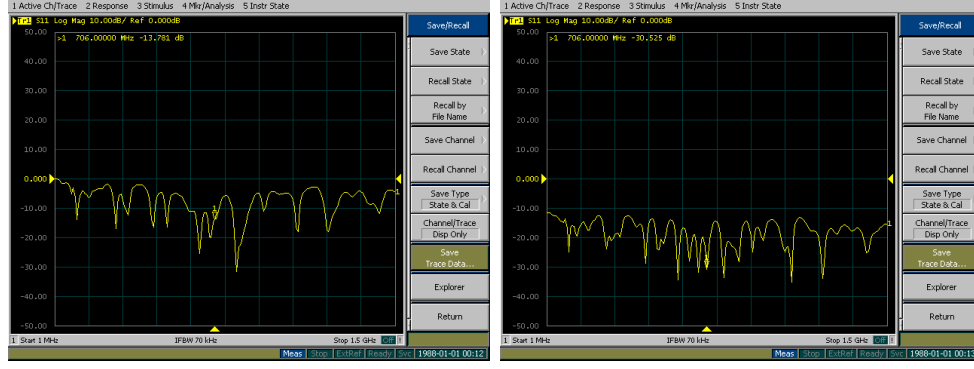 1 Active Ch/Trace 2 Response 3 Stimulus 4 Mkr/Analysis 5 Instr State
Tr1 S11 Log Mag 10.00dB/ Ref 0.000dB
50.00
>1 706.00000 MHz -13.781 dB
40.00
30.00
20.00
10.00
0.000
-10.00
-20.00
-30.00
-40.00
-50.00
1
1
1 Start 1 MHz IFBW 70 kHz Stop 1.5 GHz Off !
Meas Stop ExtRef Ready Svc 1988-01-01 00:12
Save/Recall
Save State
Recall State
Recall by
File Name
Save Channel
Recall Channel
Save Type
State & Cal
Channel/Trace
Disp Only
Save
Trace Data...
Explorer
Return
1 Active Ch/Trace 2 Response 3 Stimulus 4 Mkr/Analysis 5 Instr State
Tr1 S11 Log Mag 10.00dB/ Ref 0.000dB
50.00
>1 706.00000 MHz -30.525 dB
40.00
30.00
20.00
10.00
0.000
-10.00
-20.00
-30.00
-40.00
-50.00
1
1 Start 1 MHz IFBW 70 kHz Stop 1.5 GHz Off
Meas Stop ExtRef Ready Svc 1988-01-01 00:13
Save/Recall
Save State
Recall State
Recall by
File Name
Save Channel
Recall Channel
Save Type
State & Cal
Channel/Trace
Disp Only
Save
Trace Data...
Explorer
Return